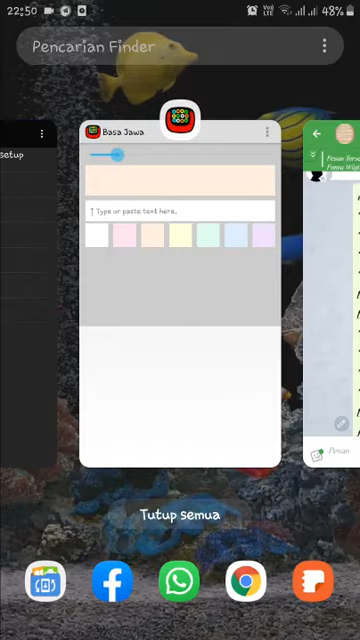 22:50
48%
Pencarian Finder
setup
Basa Jawa
↑ Type or paste text here.
Pesan
Tutup semua